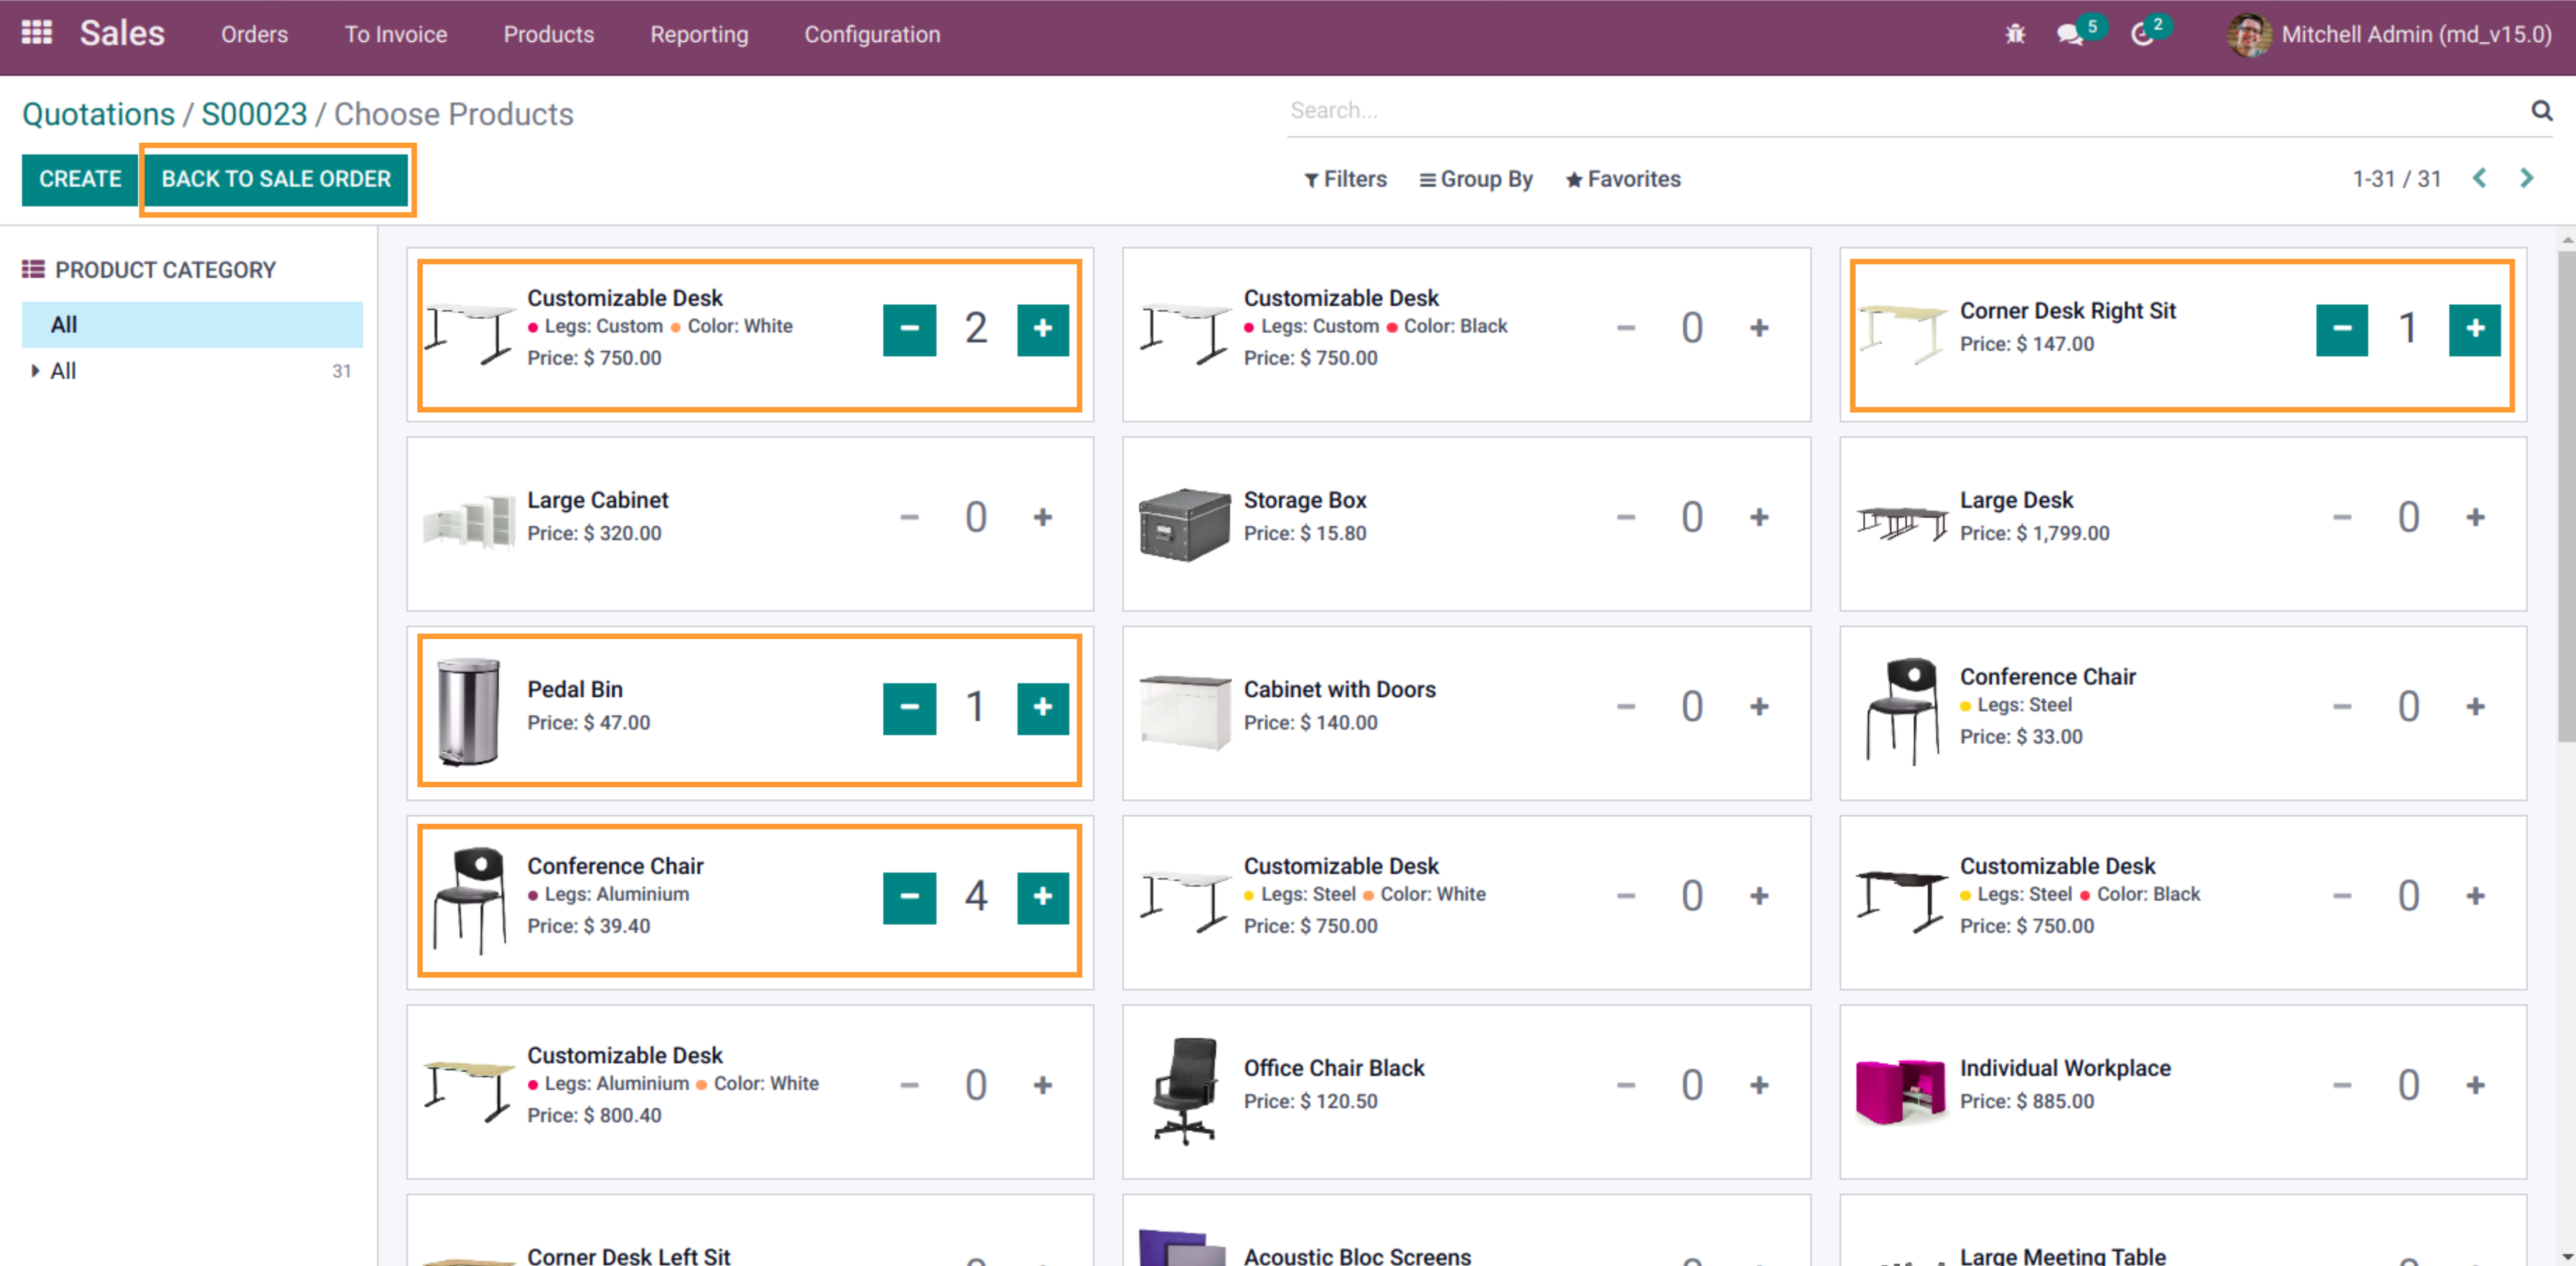 Sales Orders To Invoice Products Reporting Configuration 5 2 Mitchell Admin (md_v15.0)
Quotations / S00023 / Choose Products
Search...
CREATE BACK TO SALE ORDER
Filters Group By Favorites 1-31 / 31
PRODUCT CATEGORY
All
All 31
Customizable Desk
Legs: Custom Color: White
Price: $ 750.00
2
Customizable Desk
Legs: Custom Color: Black
Price: $ 750.00
0
Corner Desk Right Sit
Price: $ 147.00
1
Large Cabinet
Price: $ 320.00
0
Storage Box
Price: $ 15.80
0
Large Desk
Price: $ 1,799.00
0
Pedal Bin
Price: $ 47.00
1
Cabinet with Doors
Price: $ 140.00
0
Conference Chair
Legs: Steel
Price: $ 33.00
0
Conference Chair
Legs: Aluminium
Price: $ 39.40
4
Customizable Desk
Legs: Steel Color: White
Price: $ 750.00
0
Customizable Desk
Legs: Steel Color: Black
Price: $ 750.00
0
Customizable Desk
Legs: Aluminium Color: White
Price: $ 800.40
0
Office Chair Black
Price: $ 120.50
0
Individual Workplace
Price: $ 885.00
0
Corner Desk Left Sit
Acoustic Bloc Screens
Large Meeting Table